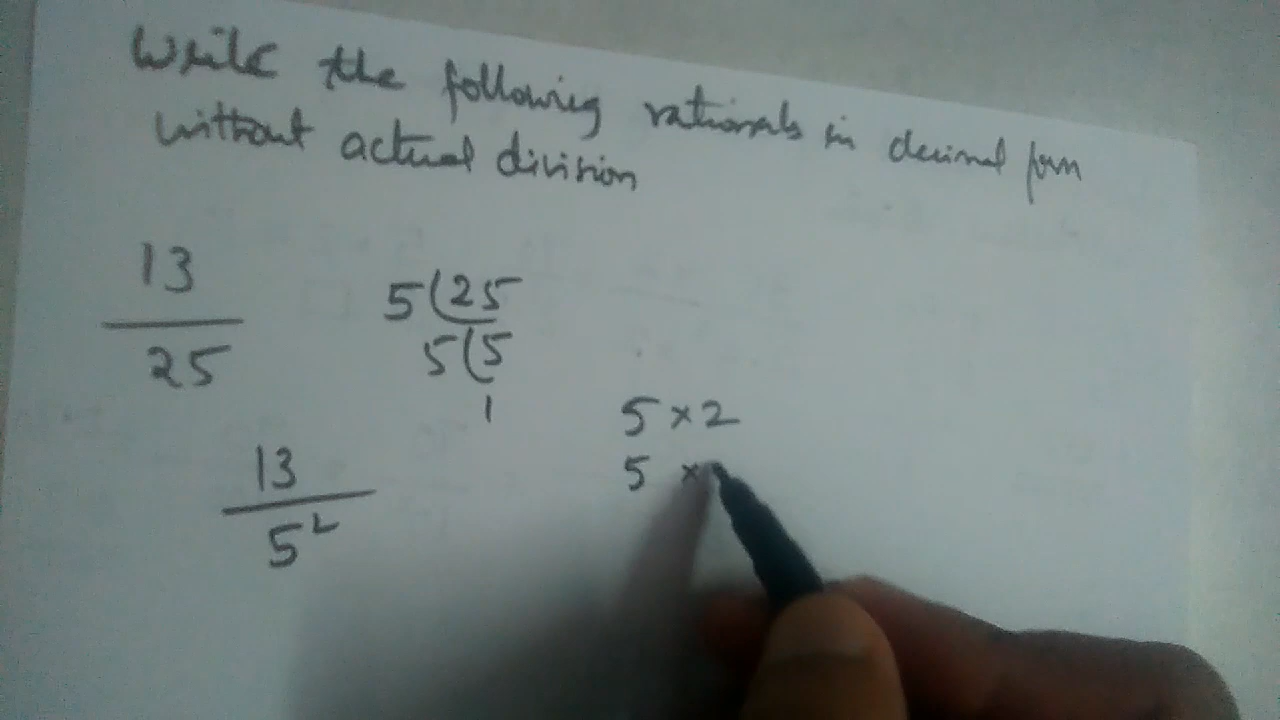 Write the following rationals in decimal form
without actual division
13
25
5(25
5(5
1
13
5²
5 × 2
5 ×